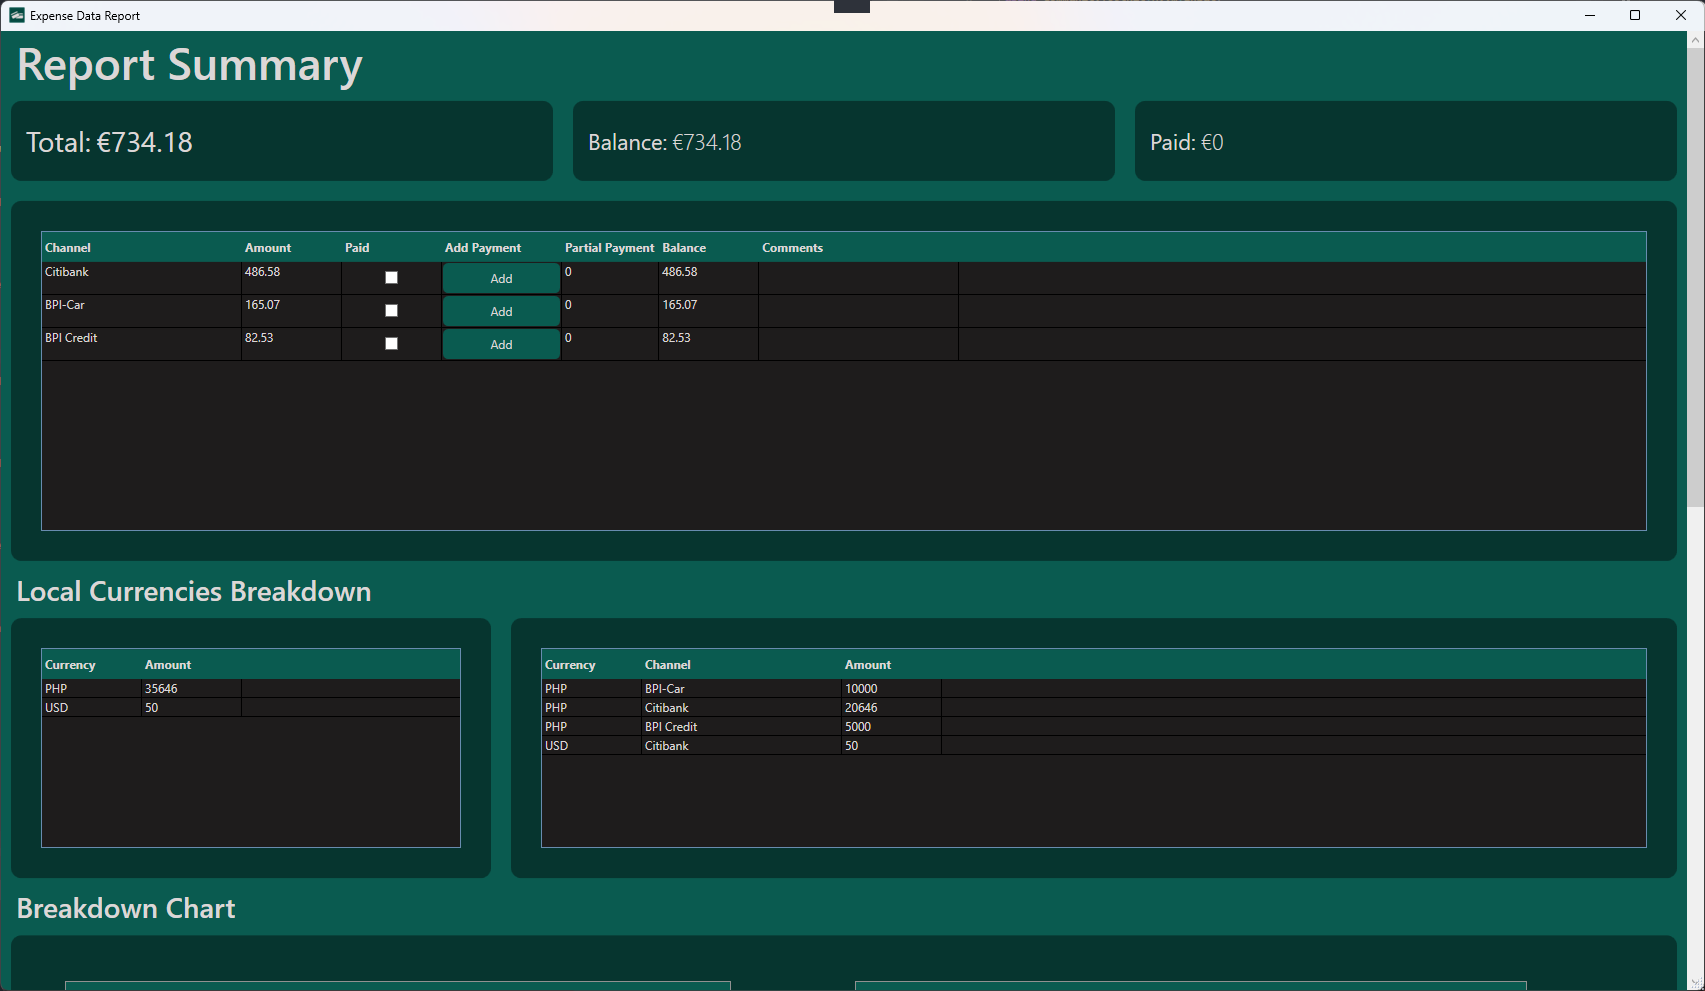 Expense Data Report
Report Summary
Total: €734.18
Balance: €734.18
Paid: €0
Channel Amount Paid Add Payment Partial Payment Balance Comments
Citibank 486.58 Add 0 486.58
BPI-Car 165.07 Add 0 165.07
BPI Credit 82.53 Add 0 82.53
Local Currencies Breakdown
Currency Amount
PHP 35646
USD 50
Currency Channel Amount
PHP BPI-Car 10000
PHP Citibank 20646
PHP BPI Credit 5000
USD Citibank 50
Breakdown Chart